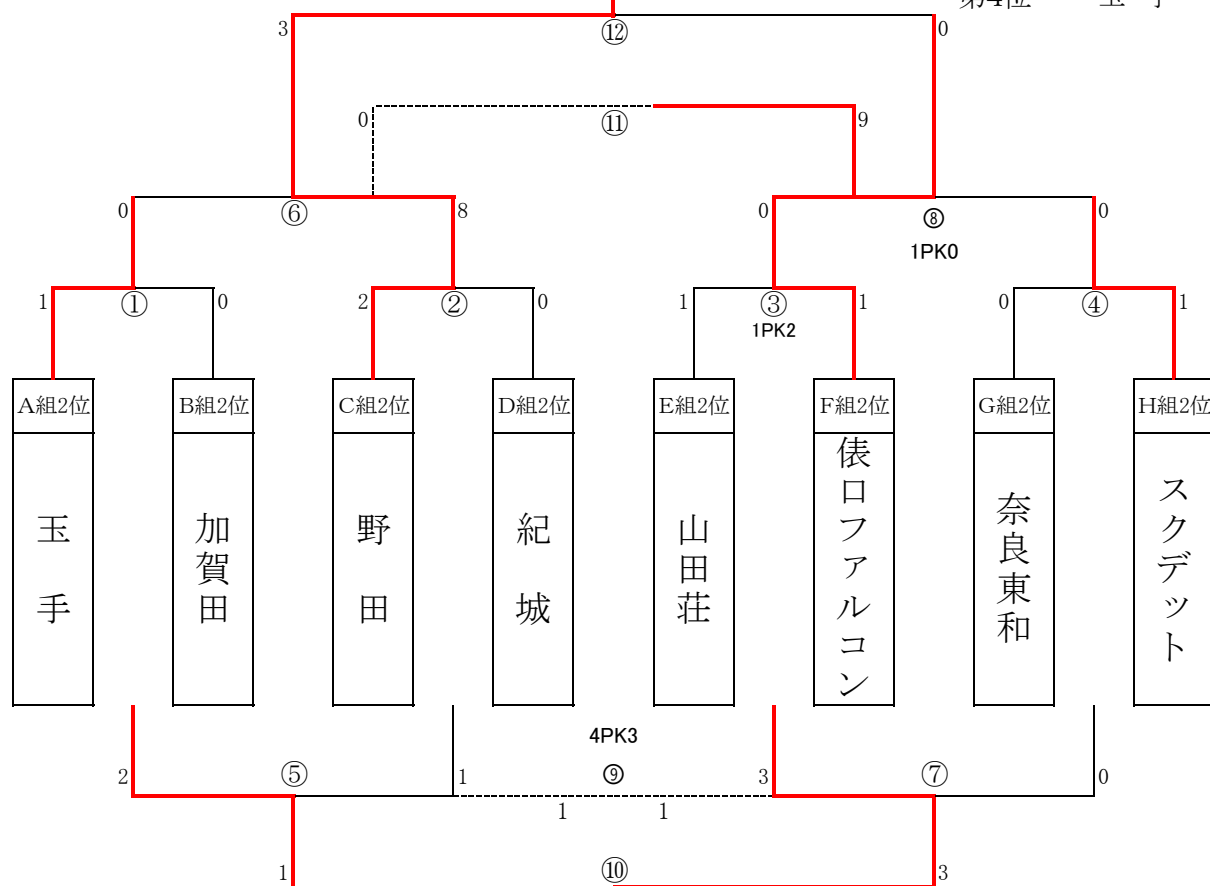 第4位 玉 手
3 ⑫ 0
0 ⑪ 9
0 ⑥ 8 0 ⑧ 0
1PK0
1 ① 0 2 ② 0 1 ③ 1 0 ④ 1
1PK2
A組2位 B組2位 C組2位 D組2位 E組2位 F組2位 G組2位 H組2位
玉手
加賀田
野田
紀城
山田荘
俵口ファルコン
奈良東和
スクデット
4PK3
2 ⑤ 1 ⑨ 3 ⑦ 0
1 1
1 ⑩ 3